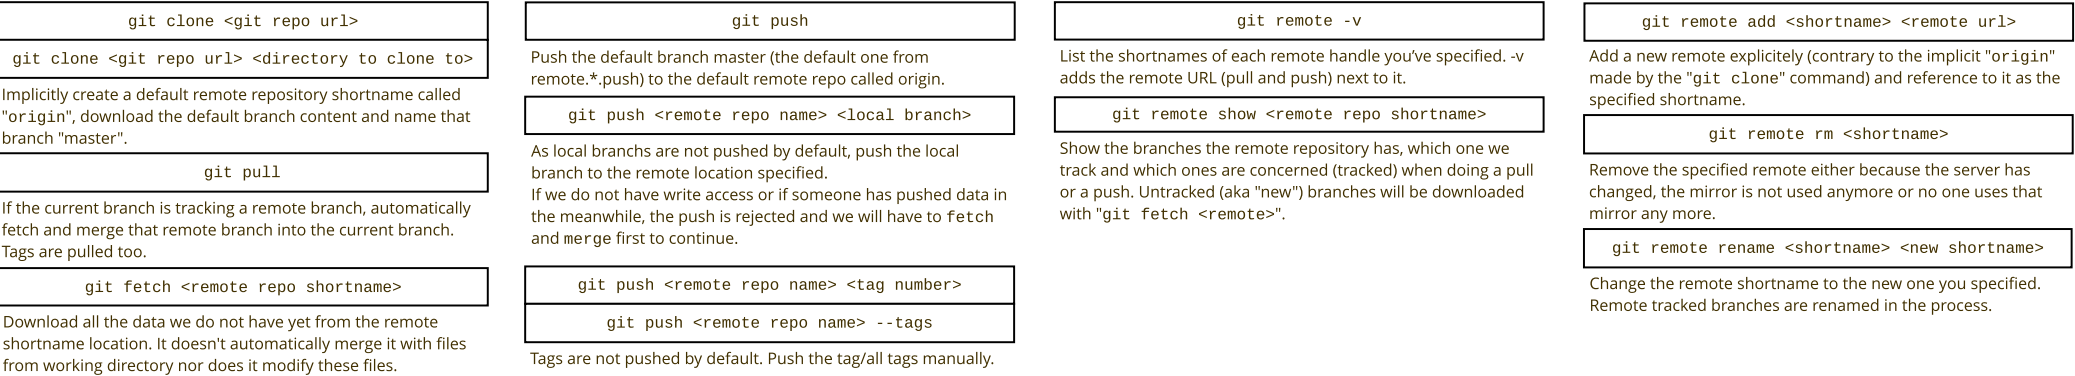 git clone <git repo url>
git clone <git repo url> <directory to clone to>
Implicitly create a default remote repository shortname called
"origin", download the default branch content and name that
branch "master".
git pull
If the current branch is tracking a remote branch, automatically
fetch and merge that remote branch into the current branch.
Tags are pulled too.
git fetch <remote repo shortname>
Download all the data we do not have yet from the remote
shortname location. It doesn't automatically merge it with files
from working directory nor does it modify these files.
git push
Push the default branch master (the default one from
remote.*.push) to the default remote repo called origin.
git push <remote repo name> <local branch>
As local branchs are not pushed by default, push the local
branch to the remote location specified.
If we do not have write access or if someone has pushed data in
the meanwhile, the push is rejected and we will have to fetch
and merge first to continue.
git push <remote repo name> <tag number>
git push <remote repo name> --tags
Tags are not pushed by default. Push the tag/all tags manually.
git remote -v
List the shortnames of each remote handle you’ve specified. -v
adds the remote URL (pull and push) next to it.
git remote show <remote repo shortname>
Show the branches the remote repository has, which one we
track and which ones are concerned (tracked) when doing a pull
or a push. Untracked (aka "new") branches will be downloaded
with "git fetch <remote>".
git remote add <shortname> <remote url>
Add a new remote explicitely (contrary to the implicit "origin"
made by the "git clone" command) and reference to it as the
specified shortname.
git remote rm <shortname>
Remove the specified remote either because the server has
changed, the mirror is not used anymore or no one uses that
mirror any more.
git remote rename <shortname> <new shortname>
Change the remote shortname to the new one you specified.
Remote tracked branches are renamed in the process.